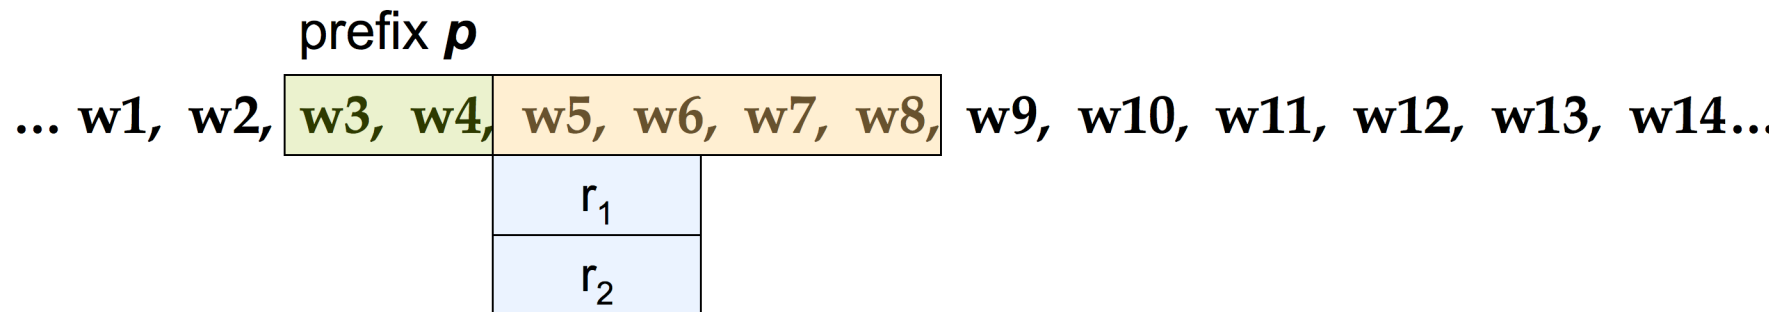 prefix p
... w1, w2, w3, w4, w5, w6, w7, w8, w9, w10, w11, w12, w13, w14...
r1
r2